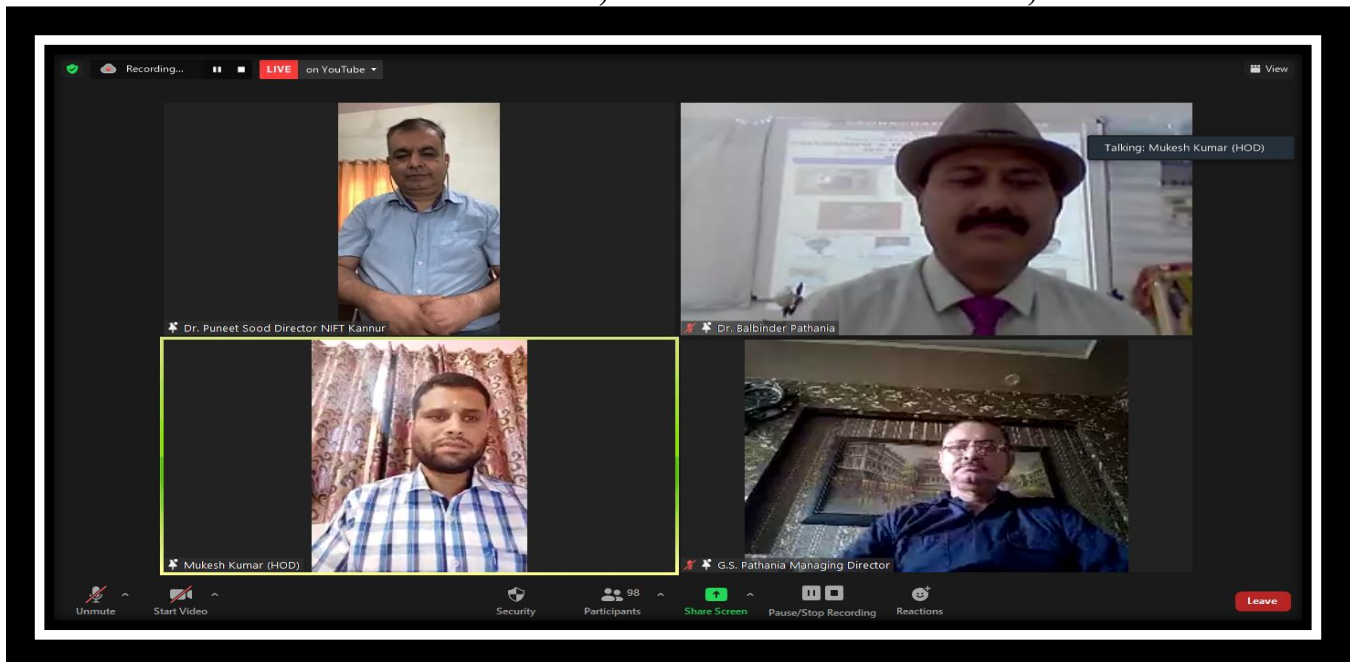 Recording...
LIVE on YouTube
View
Talking: Mukesh Kumar (HOD)
Dr. Puneet Sood Director NIFT Kannur
Dr. Balbinder Pathania
Mukesh Kumar (HOD)
G.S. Pathania Managing Director
Unmute
Start Video
Security
98
Participants
Share Screen
Pause/Stop Recording
Reactions
Leave